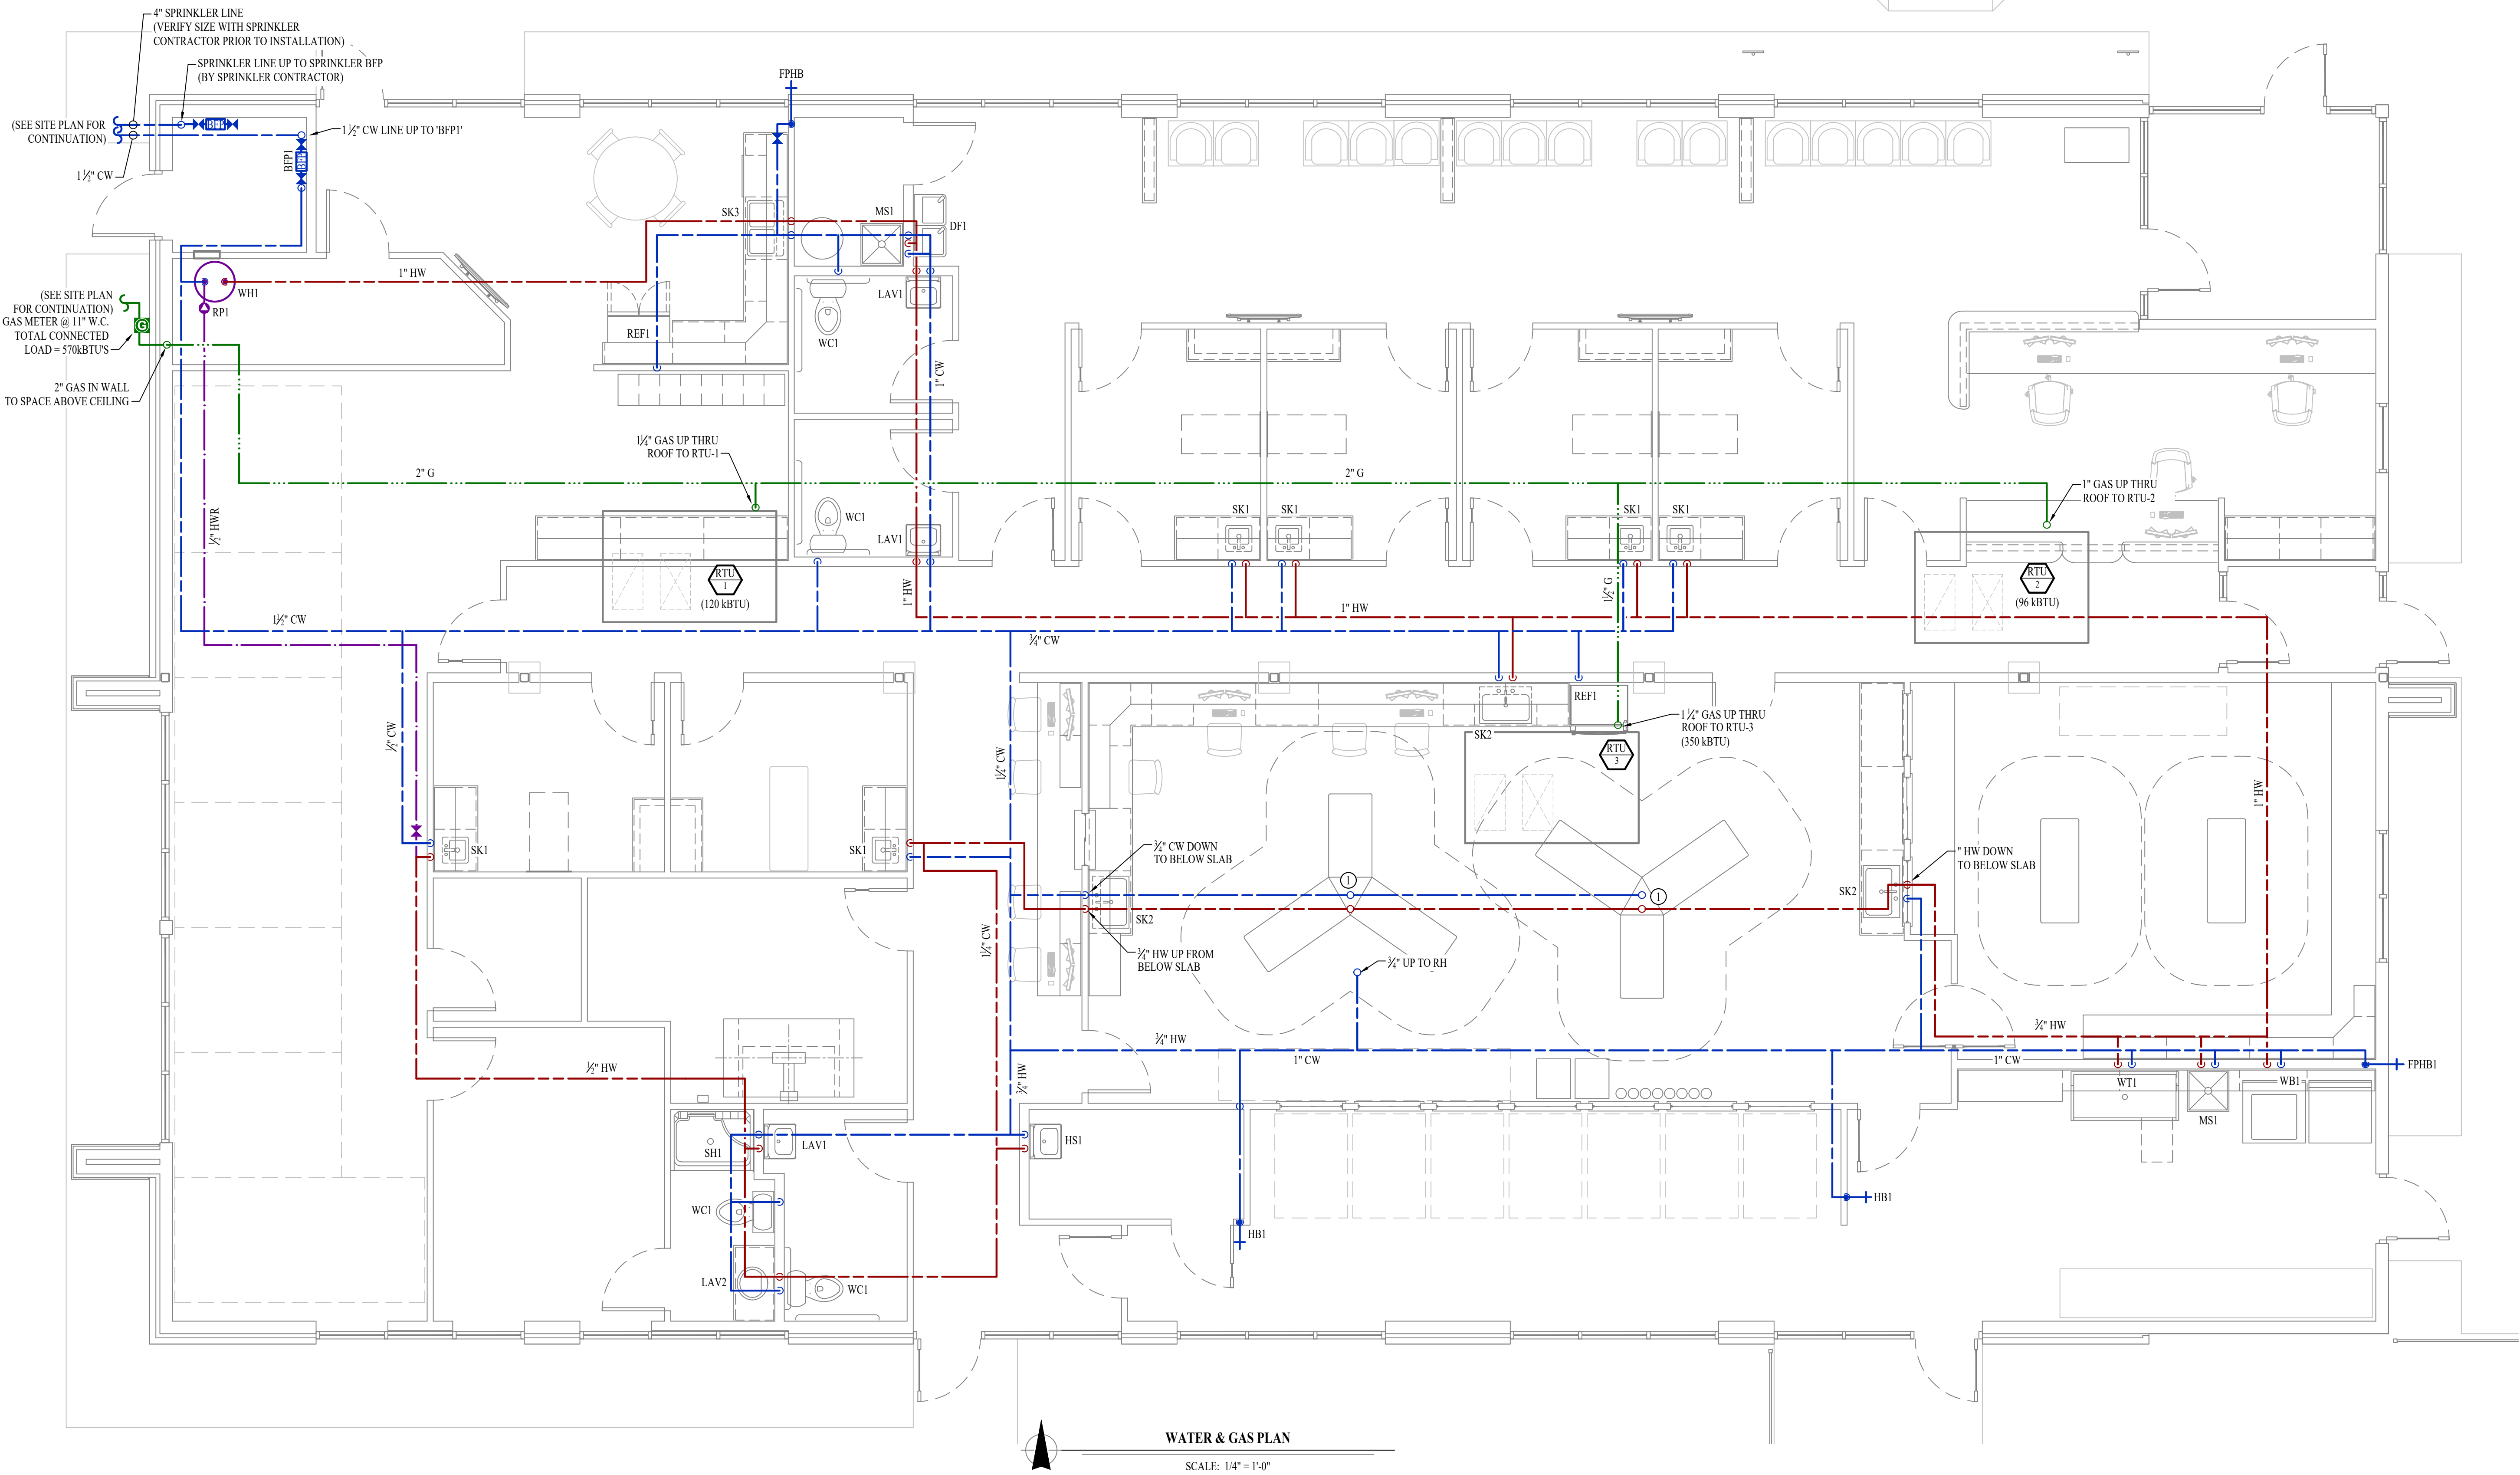 4" SPRINKLER LINE
(VERIFY SIZE WITH SPRINKLER
CONTRACTOR PRIOR TO INSTALLATION)
SPRINKLER LINE UP TO SPRINKLER BFP
(BY SPRINKLER CONTRACTOR)
FPHB
(SEE SITE PLAN FOR
CONTINUATION)
BFP
1½" CW LINE UP TO 'BFP1'
BFP1
BFP
1½" CW
SK3
MS1
DF1
1" HW
WH1
RP1
LAV1
(SEE SITE PLAN
FOR CONTINUATION)
GAS METER @ 11" W.C.
TOTAL CONNECTED
LOAD = 570kBTU'S
G
REF1
WC1
1" CW
2" GAS IN WALL
TO SPACE ABOVE CEILING
1¼" GAS UP THRU
ROOF TO RTU-1
2" G
2" G
1" GAS UP THRU
ROOF TO RTU-2
½" HWR
WC1
LAV1
SK1
SK1
SK1
SK1
RTU
1
(120 kBTU)
1" HW
1½" G
RTU
2
(96 kBTU)
1½" CW
1" HW
¾" CW
½" CW
1¼" CW
REF1
SK2
1¼" GAS UP THRU
ROOF TO RTU-3
(350 kBTU)
RTU
3
1" HW
SK1
SK1
¾" CW DOWN
TO BELOW SLAB
" HW DOWN
TO BELOW SLAB
1
1
SK2
SK2
1¼" CW
¾" HW UP FROM
BELOW SLAB
¾" UP TO RH
¾" HW
¾" HW
½" HW
¾" HW
1" CW
1" CW
FPHB1
WT1
WB1
MS1
SH1
LAV1
HS1
WC1
HB1
HB1
LAV2
WC1
WATER & GAS PLAN
SCALE: 1/4" = 1'-0"